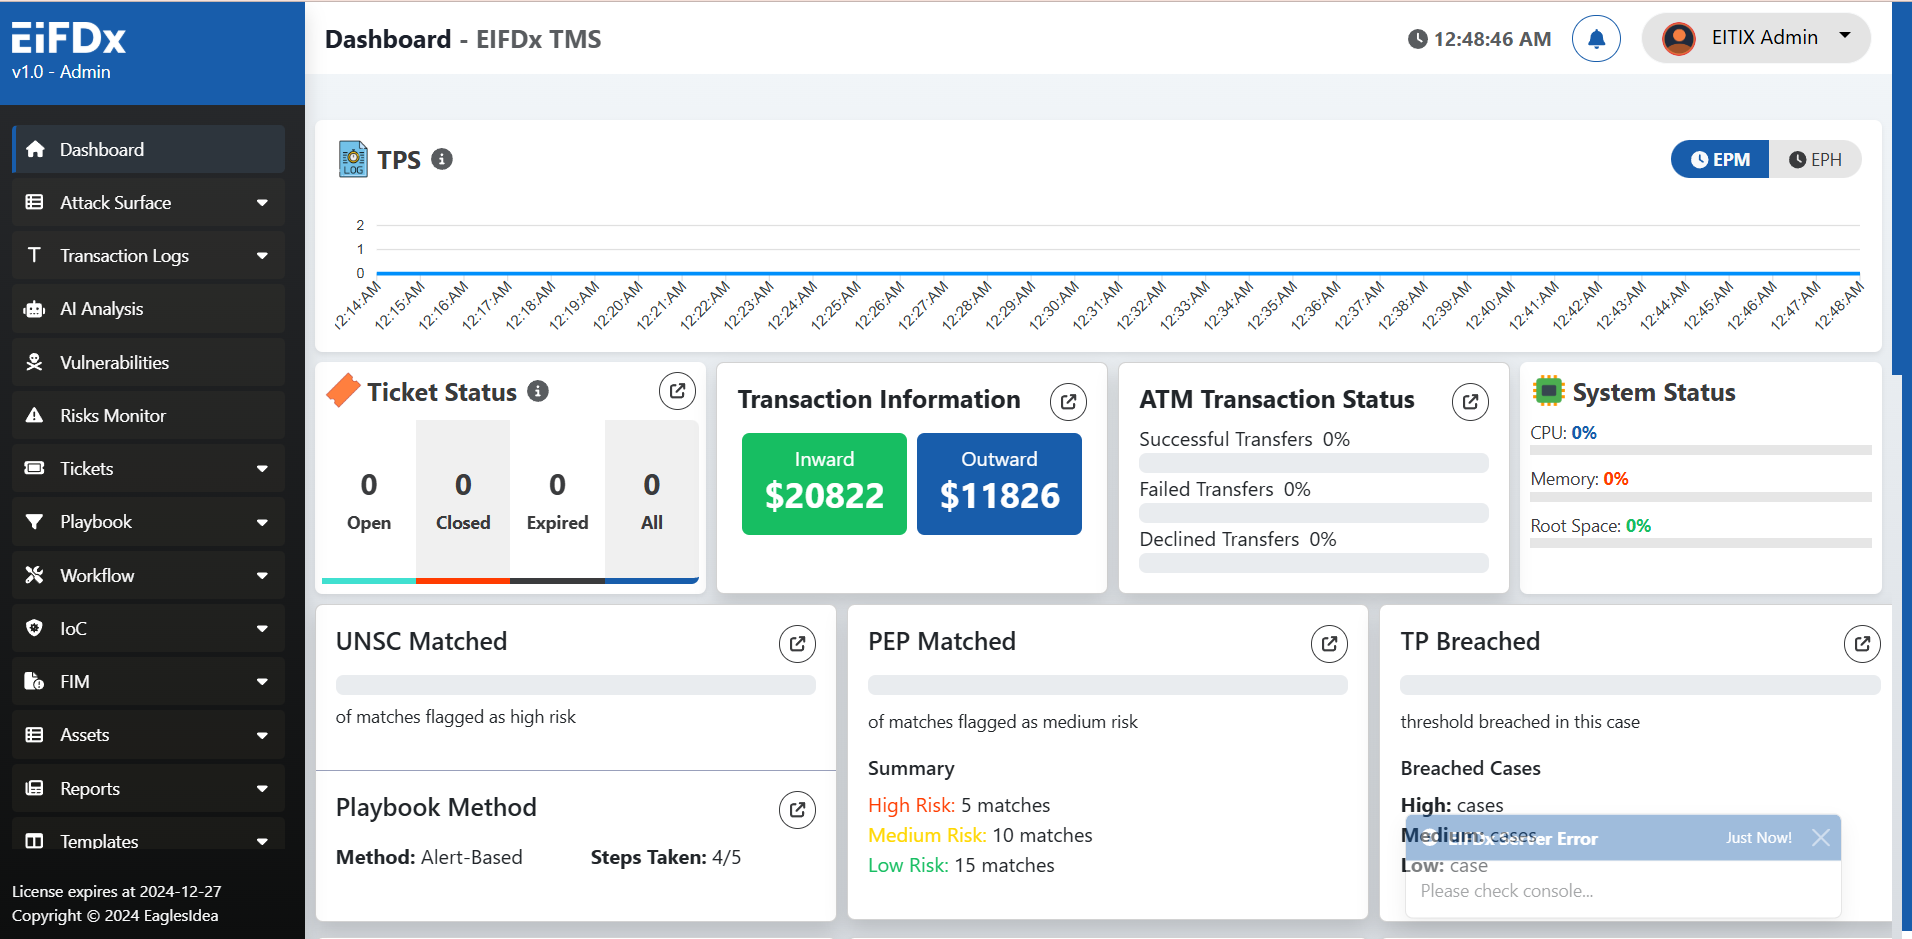 EiFDx
v1.0 - Admin
Dashboard
Attack Surface
Transaction Logs
AI Analysis
Vulnerabilities
Risks Monitor
Tickets
Playbook
Workflow
IoC
FIM
Assets
Reports
Templates
License expires at 2024-12-27
Copyright © 2024 EaglesIdea
Dashboard - EIFDx TMS
12:48:46 AM
EITIX Admin
LOG
TPS
EPM
EPH
2
1
0
12:14:AM 12:15:AM 12:16:AM 12:17:AM 12:18:AM 12:19:AM 12:20:AM 12:21:AM 12:22:AM 12:23:AM 12:24:AM 12:25:AM 12:26:AM 12:27:AM 12:28:AM 12:29:AM 12:30:AM 12:31:AM 12:32:AM 12:33:AM 12:34:AM 12:35:AM 12:36:AM 12:37:AM 12:38:AM 12:39:AM 12:40:AM 12:41:AM 12:42:AM 12:43:AM 12:44:AM 12:45:AM 12:46:AM 12:47:AM 12:48:AM
Ticket Status
0 0 0 0
Open Closed Expired All
Transaction Information
Inward Outward
$20822 $11826
ATM Transaction Status
Successful Transfers 0%
Failed Transfers 0%
Declined Transfers 0%
System Status
CPU: 0%
Memory: 0%
Root Space: 0%
UNSC Matched
of matches flagged as high risk
Playbook Method
Method: Alert-Based Steps Taken: 4/5
PEP Matched
of matches flagged as medium risk
Summary
High Risk: 5 matches
Medium Risk: 10 matches
Low Risk: 15 matches
TP Breached
threshold breached in this case
Breached Cases
High: cases
Medium: cases
Low: case
EiFDx Server Error Just Now!
Please check console...